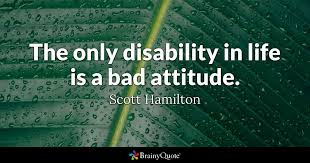 The only disability in life
is a bad attitude.
Scott Hamilton
BrainyQuote